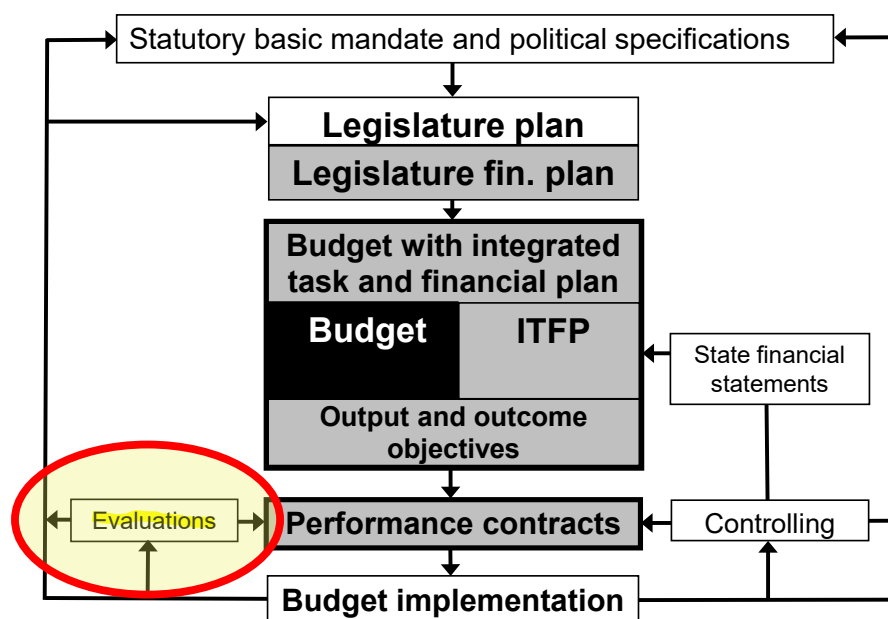 Statutory basic mandate and political specifications
Legislature plan
Legislature fin. plan
Budget with integrated
task and financial plan
Budget
ITFP
State financial
statements
Output and outcome
objectives
Evaluations
Performance contracts
Controlling
Budget implementation